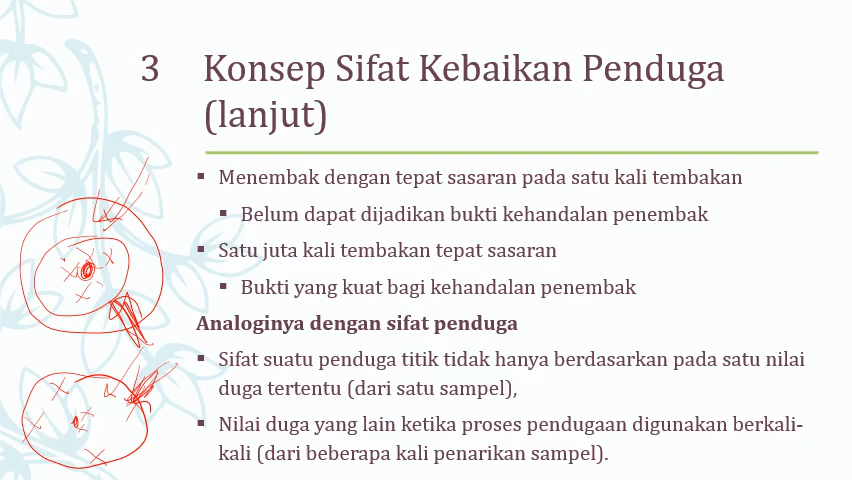 3 Konsep Sifat Kebaikan Penduga
(lanjut)
▪ Menembak dengan tepat sasaran pada satu kali tembakan
▪ Belum dapat dijadikan bukti kehandalan penembak
▪ Satu juta kali tembakan tepat sasaran
▪ Bukti yang kuat bagi kehandalan penembak
Analoginya dengan sifat penduga
▪ Sifat suatu penduga titik tidak hanya berdasarkan pada satu nilai
duga tertentu (dari satu sampel),
▪ Nilai duga yang lain ketika proses pendugaan digunakan berkali-
kali (dari beberapa kali penarikan sampel).